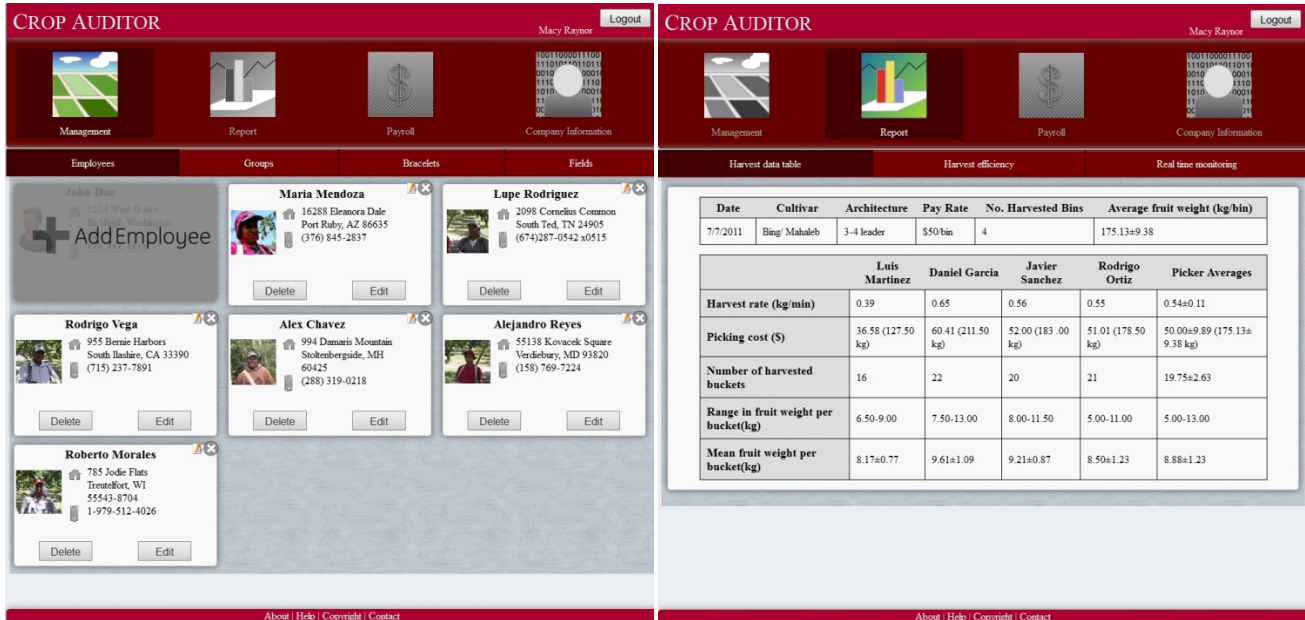 CROP AUDITOR
Logout
Macy Raynor
Management
Report
Payroll
Company Information
Employees
Groups
Bracelets
Fields
John Doe
1234 West G Ave
Richland, Washington
Add Employee
Maria Mendoza
16288 Eleanora Dale
Port Ruby, AZ 86635
(376) 845-2837
Delete
Edit
Lupe Rodriguez
2098 Cornelius Common
South Ted, TN 24905
(674)287-0542 x0515
Delete
Edit
Rodrigo Vega
955 Bernie Harbors
South Ilashire, CA 33390
(715) 237-7891
Delete
Edit
Alex Chavez
994 Damaris Mountain
Stoltenbergside, MH
60425
(288) 319-0218
Delete
Edit
Alejandro Reyes
55138 Kovacek Square
Verdiebury, MD 93820
(158) 769-7224
Delete
Edit
Roberto Morales
785 Jodie Flats
Treutelfort, WI
55543-8704
1-979-512-4026
Delete
Edit
About | Help | Copyright | Contact
CROP AUDITOR
Logout
Macy Raynor
Management
Report
Payroll
Company Information
Harvest data table
Harvest efficiency
Real time monitoring
Date Cultivar Architecture Pay Rate No. Harvested Bins Average fruit weight (kg/bin)
7/7/2011 Bing/ Mahaleb 3-4 leader $50/bin 4 175.13±9.38
Luis Martinez Daniel Garcia Javier Sanchez Rodrigo Ortiz Picker Averages
Harvest rate (kg/min) 0.39 0.65 0.56 0.55 0.54±0.11
Picking cost ($) 36.58 (127.50 kg) 60.41 (211.50 kg) 52.00 (183 .00 kg) 51.01 (178.50 kg) 50.00±9.89 (175.13± 9.38 kg)
Number of harvested buckets 16 22 20 21 19.75±2.63
Range in fruit weight per bucket(kg) 6.50-9.00 7.50-13.00 8.00-11.50 5.00-11.00 5.00-13.00
Mean fruit weight per bucket(kg) 8.17±0.77 9.61±1.09 9.21±0.87 8.50±1.23 8.88±1.23
About | Help | Copyright | Contact